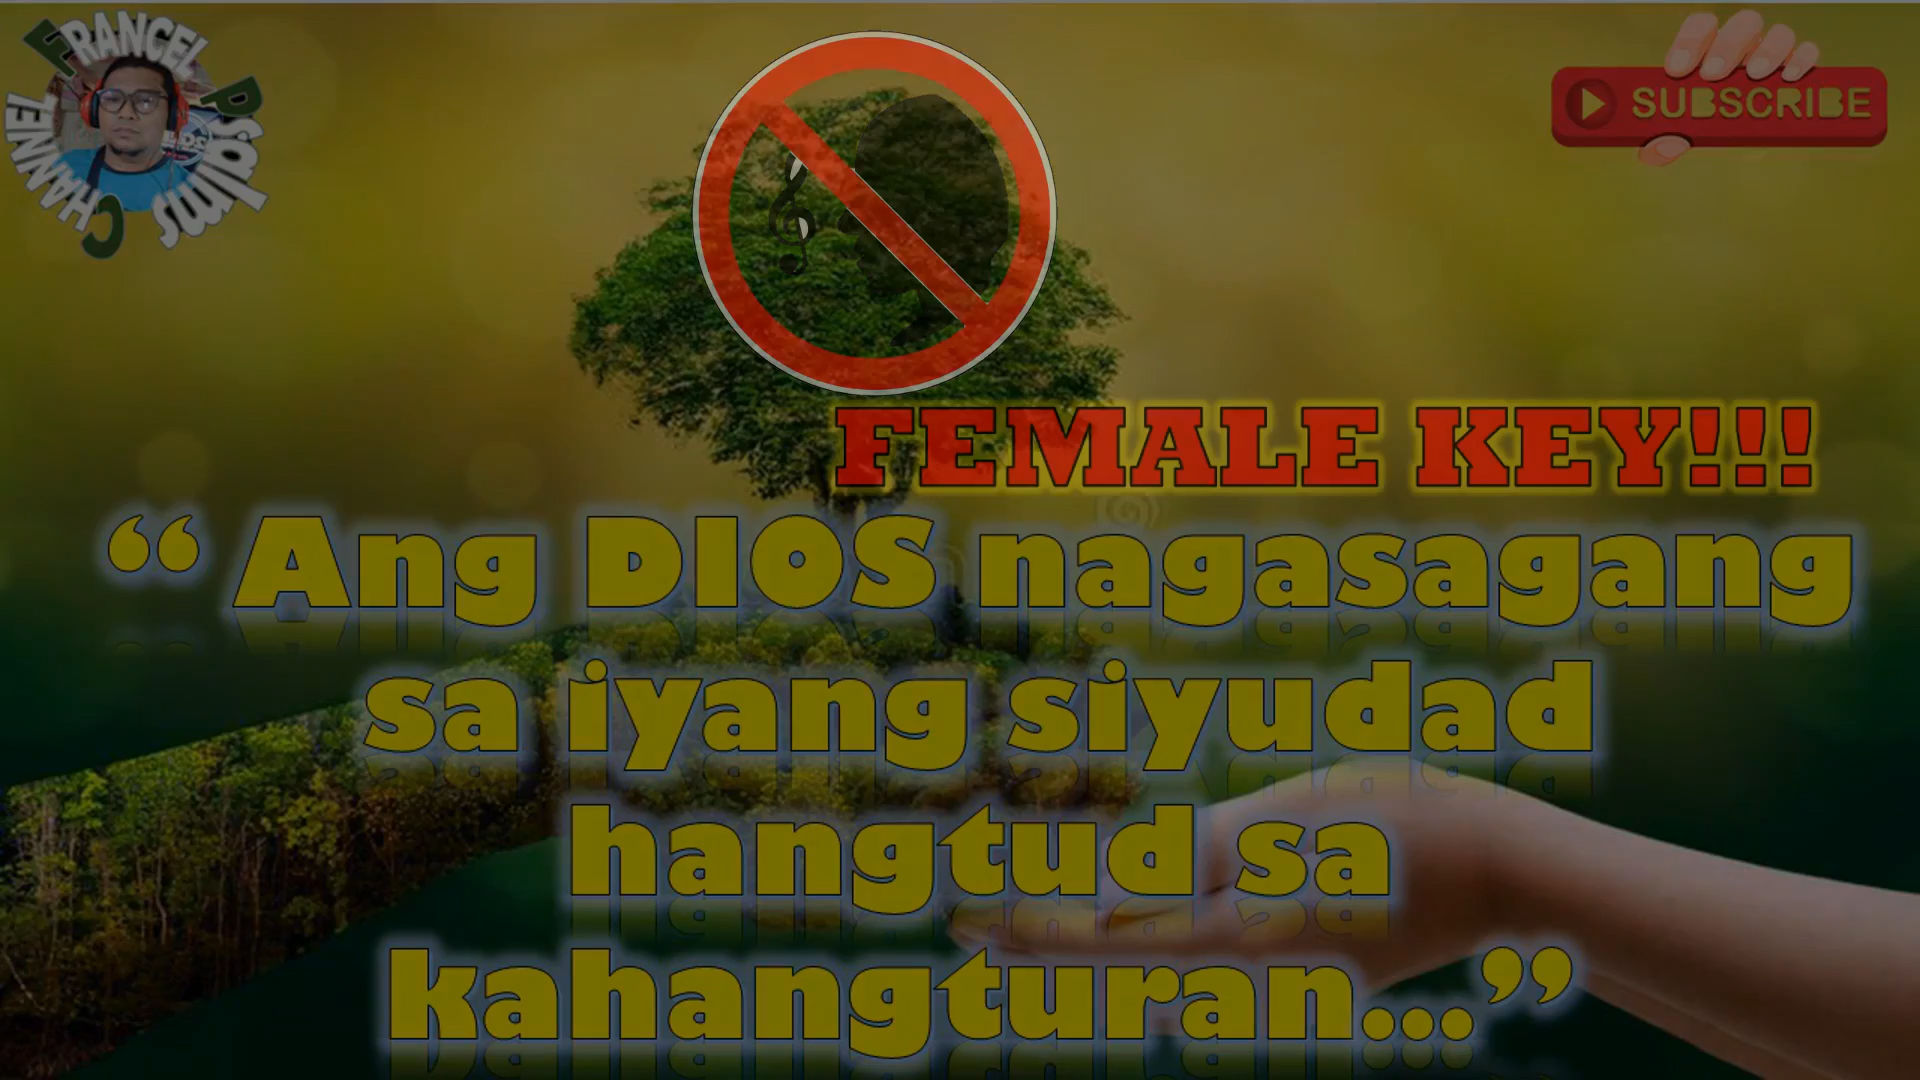 FRANCEL Psalms CHANNEL
SUBSCRIBE
FEMALE KEY!!!
“ Ang DIOS nagasagang
sa iyang siyudad
hangtud sa
kahangturan...”